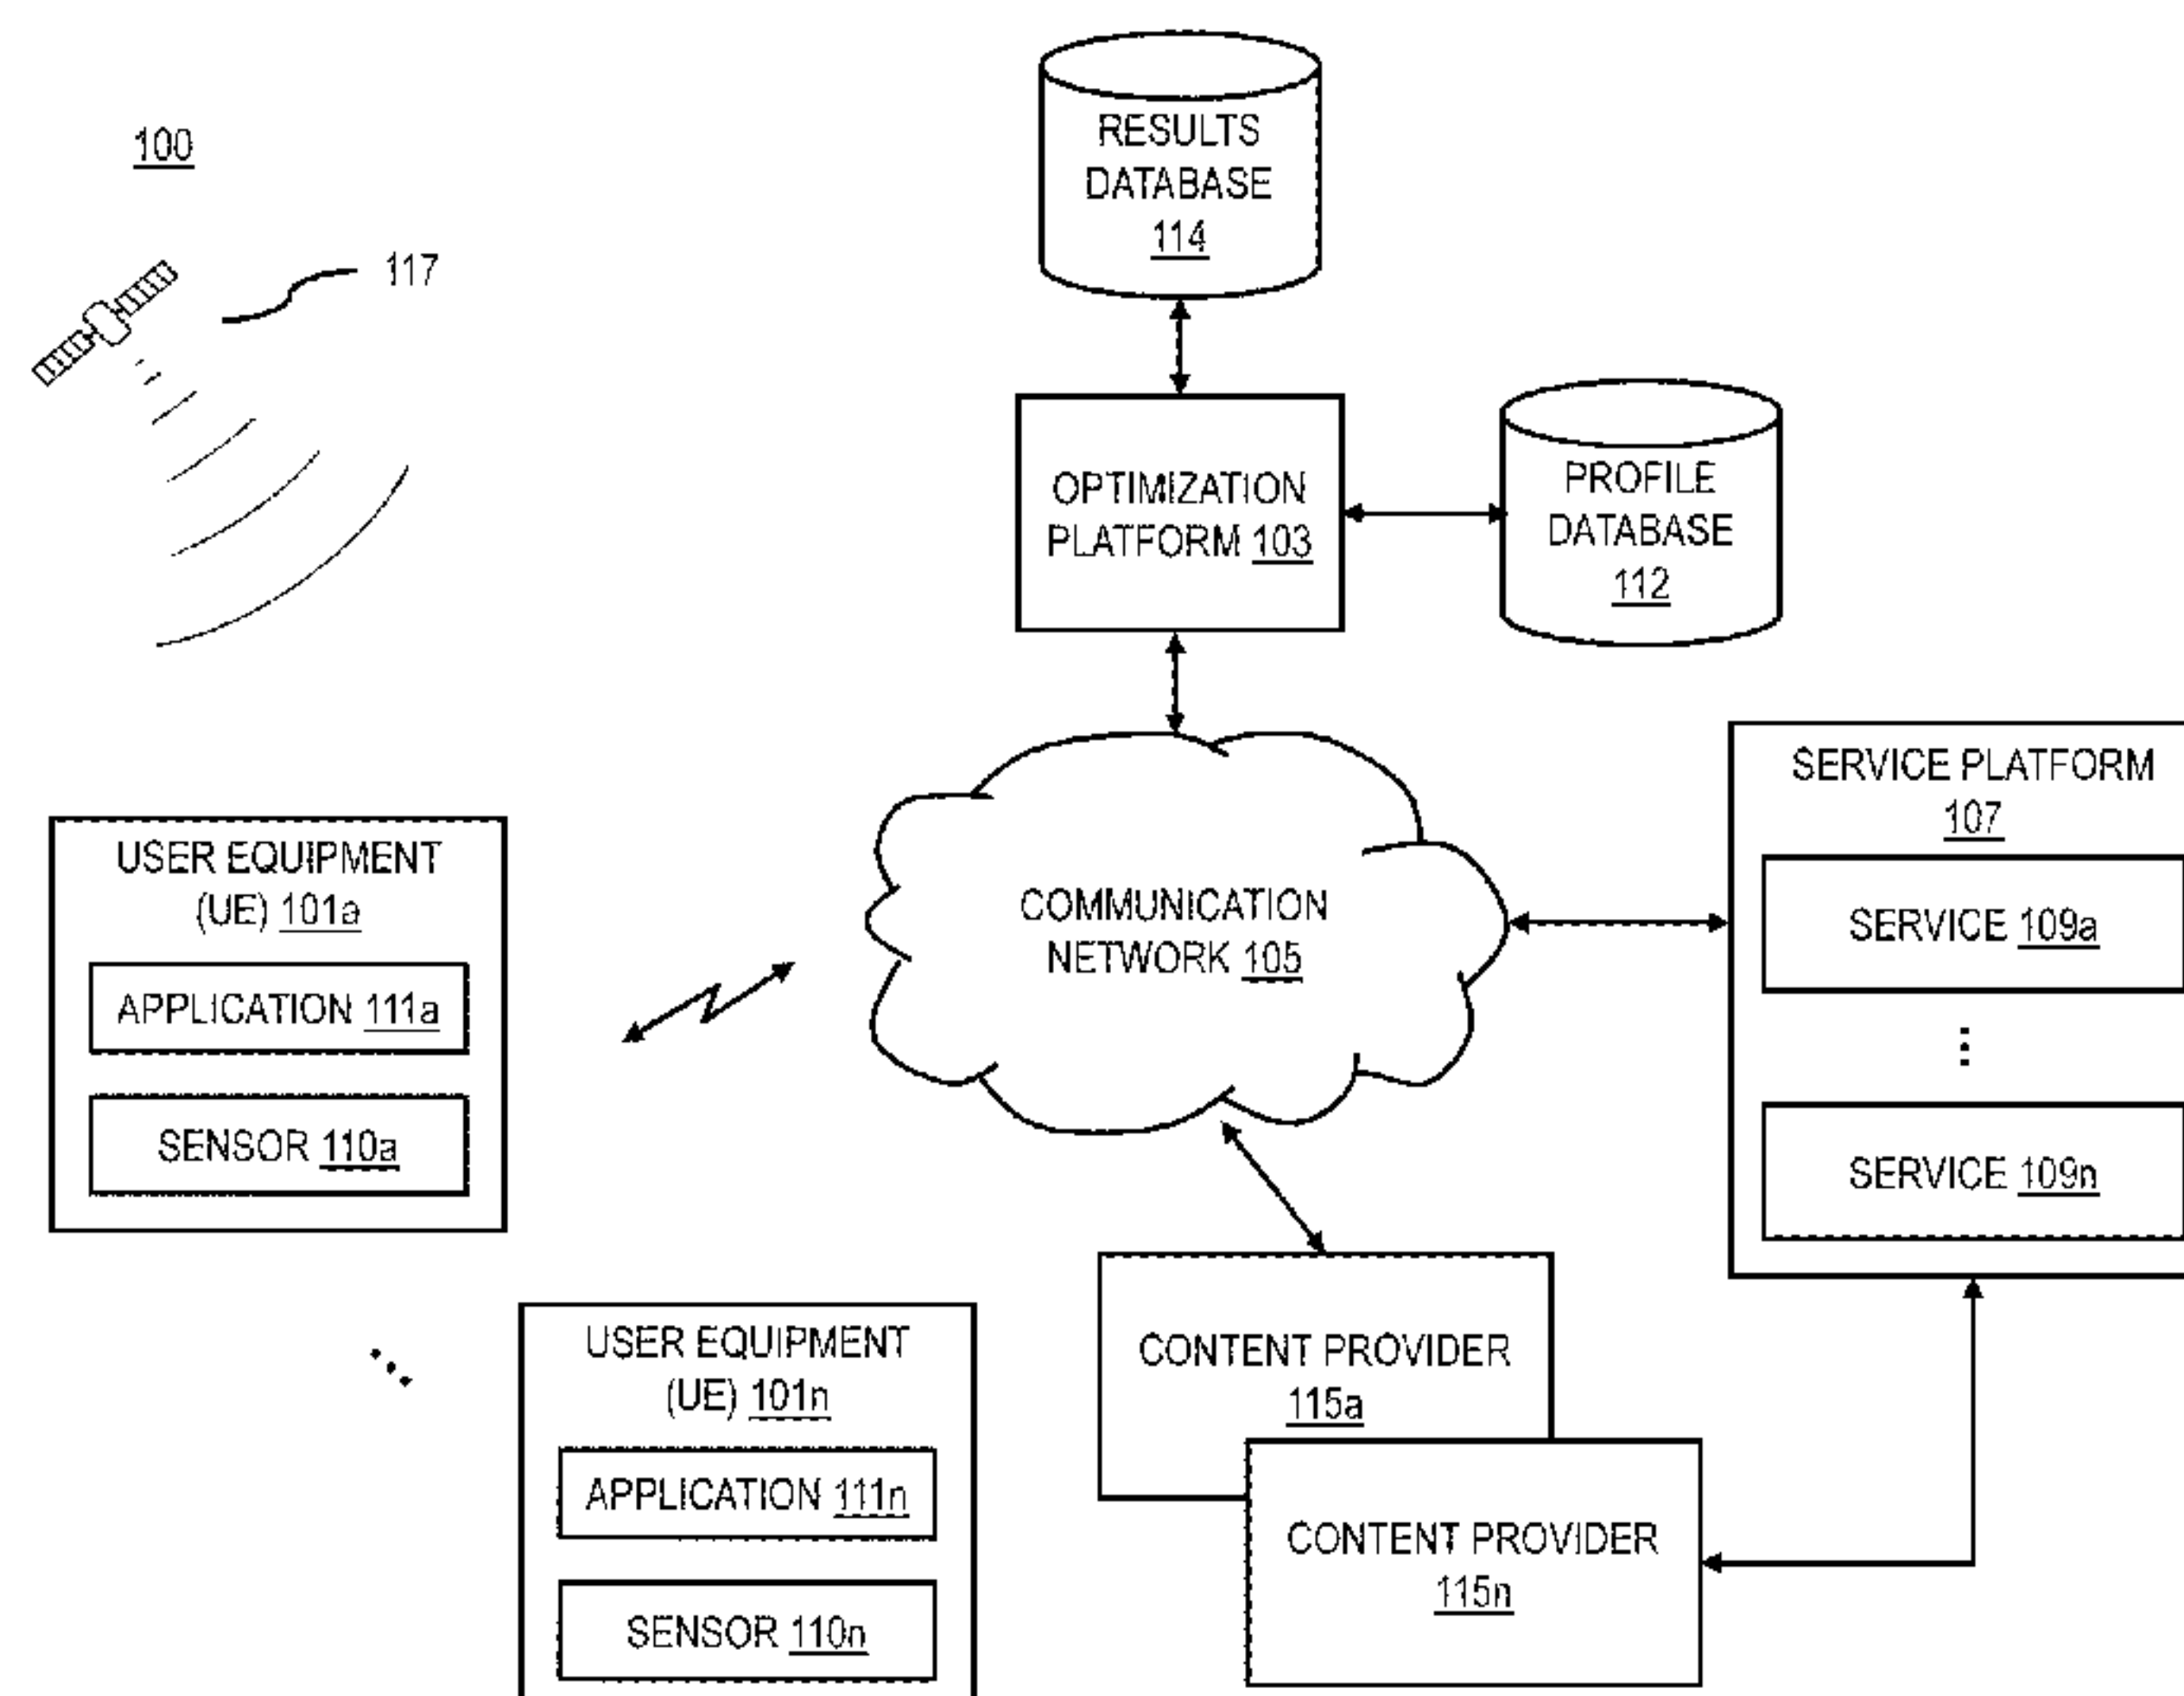 100
117
RESULTS
DATABASE
114
OPTIMIZATION
PLATFORM 103
PROFILE
DATABASE
112
SERVICE PLATFORM
107
SERVICE 109a
SERVICE 109n
COMMUNICATION
NETWORK 105
USER EQUIPMENT
(UE) 101a
APPLICATION 111a
SENSOR 110a
USER EQUIPMENT
(UE) 101n
APPLICATION 111n
SENSOR 110n
CONTENT PROVIDER
115a
CONTENT PROVIDER
115n